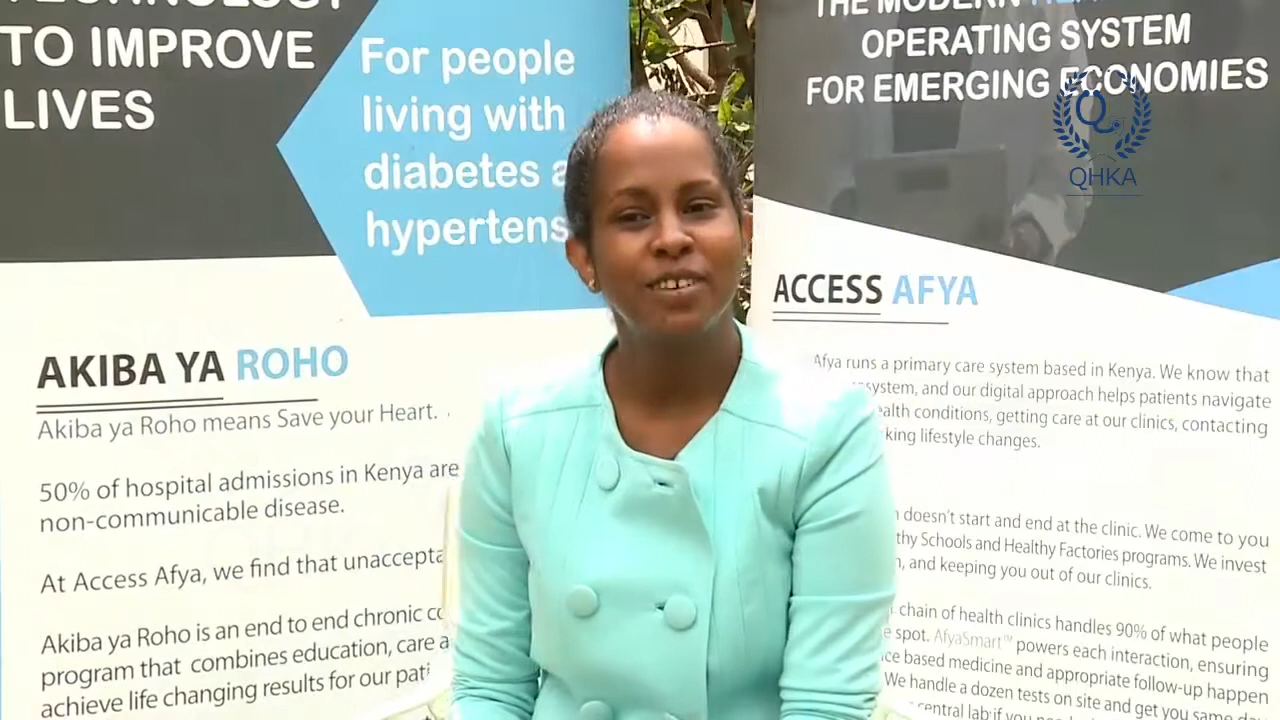 TO IMPROVE
LIVES
For people
living with
diabetes
hypertens
AKIBA YA ROHO
Akiba ya Roho means Save your Heart.
50% of hospital admissions in Kenya are
non-communicable disease.
At Access Afya, we find that unaccepta
Akiba ya Roho is an end to end chronic
program that combines education, care
achieve life changing results for our pati
THE MODERN
OPERATING SYSTEM
FOR EMERGING ECONOMIES
QHKA
ACCESS AFYA
Afya runs a primary care system based in Kenya. We know that
system, and our digital approach helps patients navigate
health conditions, getting care at our clinics, contacting
king lifestyle changes.
doesn't start and end at the clinic. We come to you
thy Schools and Healthy Factories programs. We invest
, and keeping you out of our clinics.
chain of health clinics handles 90% of what people
spot. AfyaSmart™ powers each interaction, ensuring
based medicine and appropriate follow-up happen
We handle a dozen tests on site and get you same
central lab if you